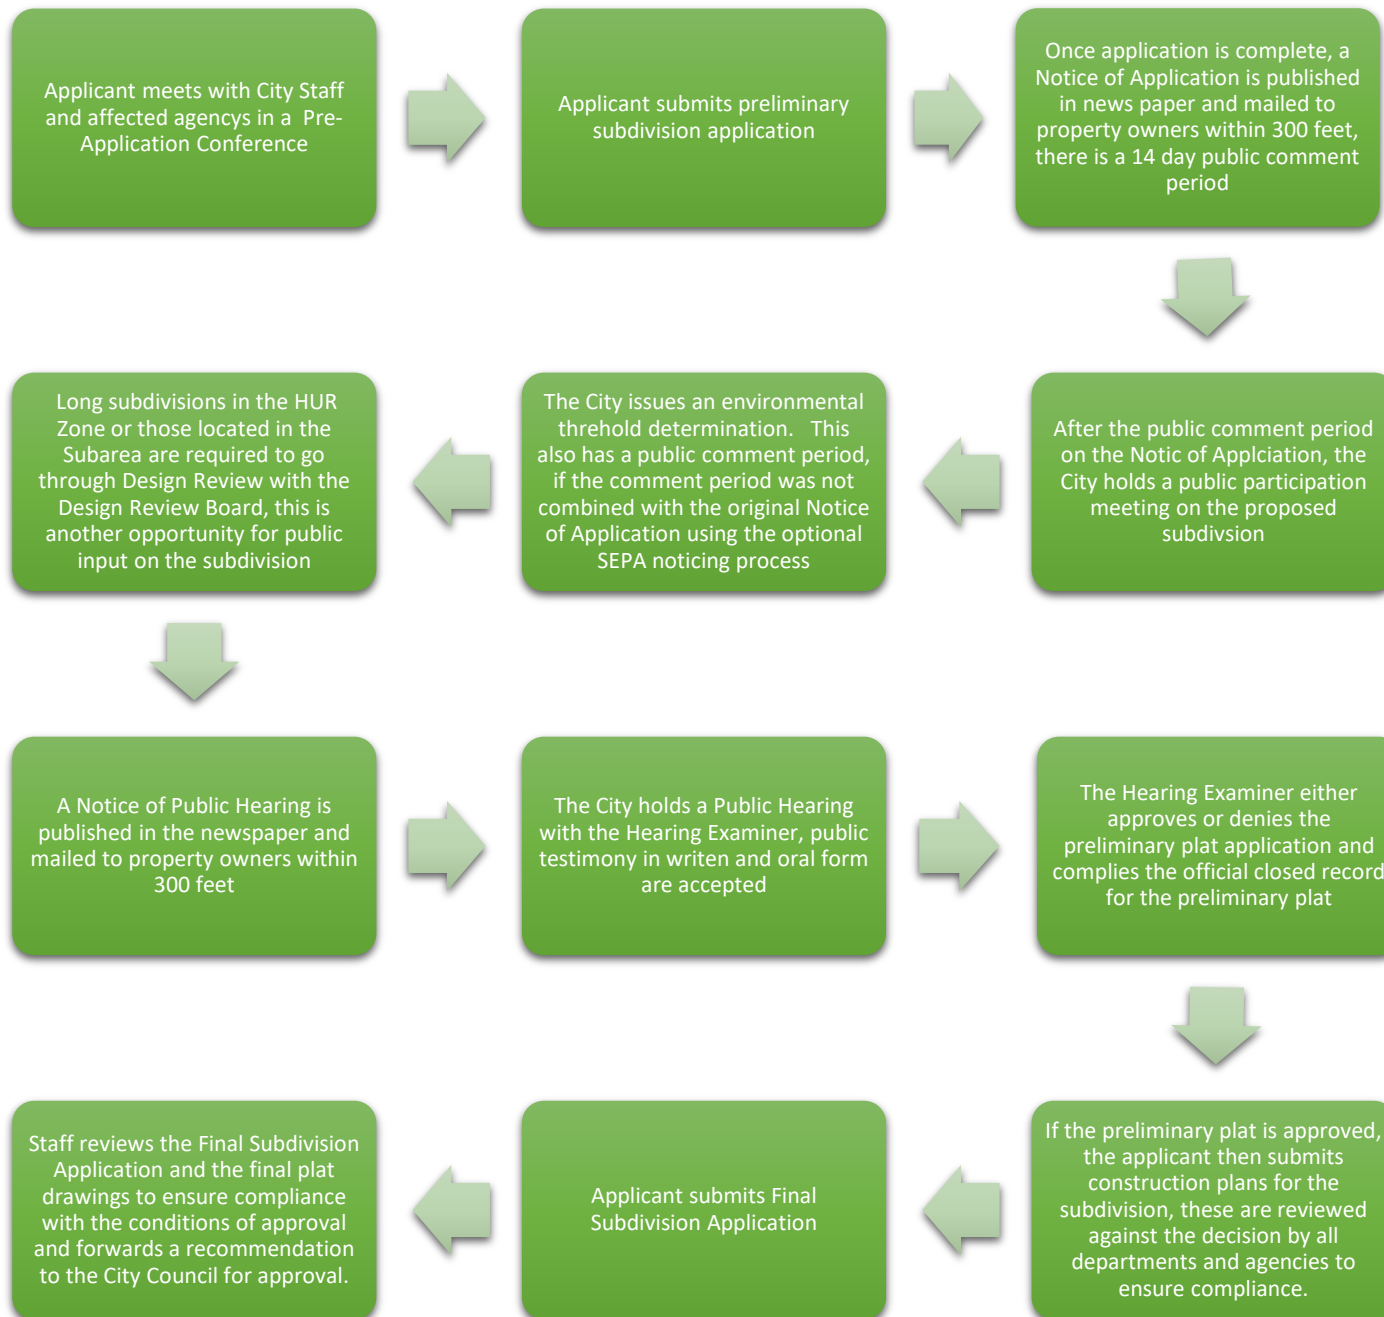 Applicant meets with City Staff
and affected agencys in a  Pre-
Application Conference
Applicant submits preliminary
subdivision application
Once application is complete, a
Notice of Application is published
in news paper and mailed to
property owners within 300 feet,
there is a 14 day public comment
period
After the public comment period
on the Notic of Applciation, the
City holds a public participation
meeting on the proposed
subdivsion
The City issues an environmental
threhold determination.   This
also has a public comment period,
if the comment period was not
combined with the original Notice
of Application using the optional
SEPA noticing process
Long subdivisions in the HUR
Zone or those located in the
Subarea are required to go
through Design Review with the
Design Review Board, this is
another opportunity for public
input on the subdivision
A Notice of Public Hearing is
published in the newspaper and
mailed to property owners within
300 feet
The City holds a Public Hearing
with the Hearing Examiner, public
testimony in writen and oral form
are accepted
The Hearing Examiner either
approves or denies the
preliminary plat application and
complies the official closed record
for the preliminary plat
If the preliminary plat is approved,
the applicant then submits
construction plans for the
subdivision, these are reviewed
against the decision by all
departments and agencies to
ensure compliance.
Applicant submits Final
Subdivision Application
Staff reviews the Final Subdivision
Application and the final plat
drawings to ensure compliance
with the conditions of approval
and forwards a recommendation
to the City Council for approval.